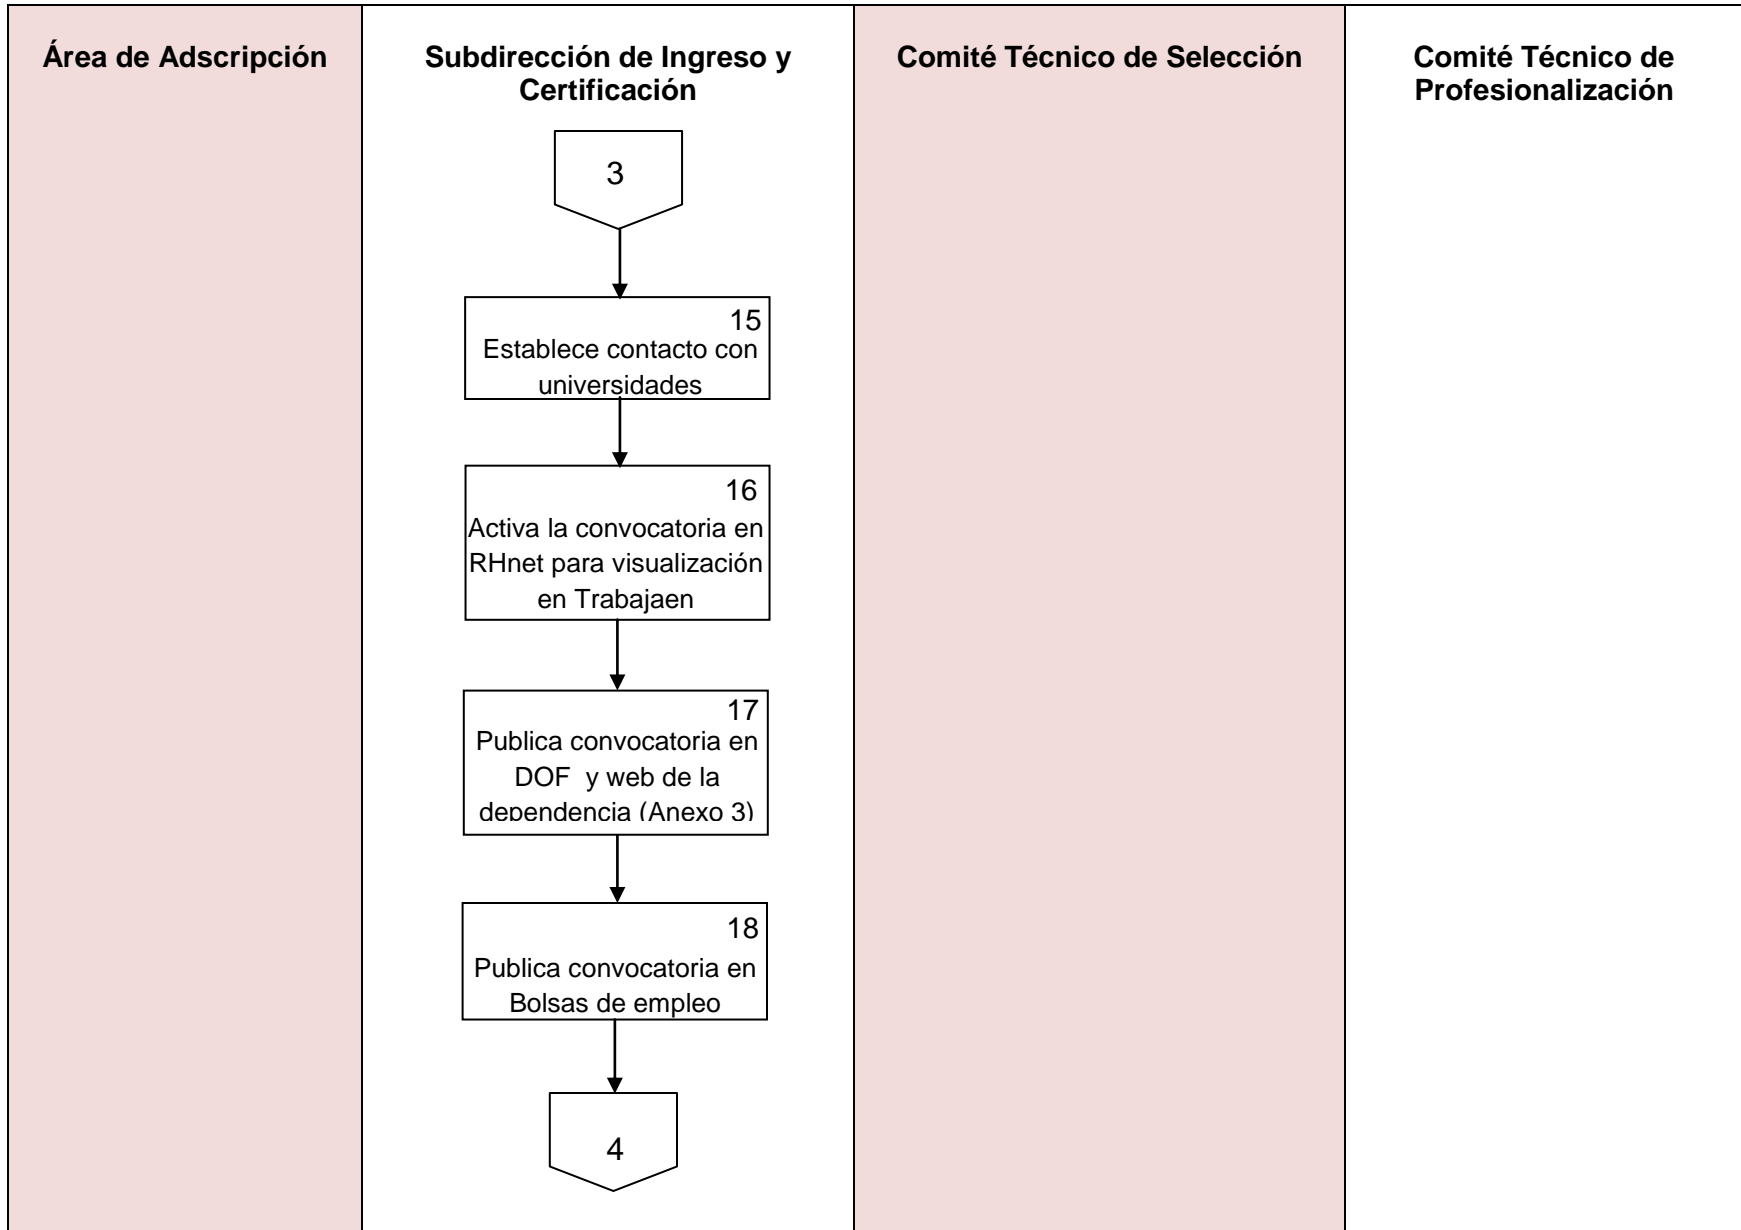 Área de Adscripción
Subdirección de Ingreso y
Certificación
Comité Técnico de Selección
Comité Técnico de
Profesionalización
3
15
Establece contacto con
universidades
16
Activa la convocatoria en
RHnet para visualización
en Trabajaen
17
Publica convocatoria en
DOF y web de la
dependencia (Anexo 3)
18
Publica convocatoria en
Bolsas de empleo
4